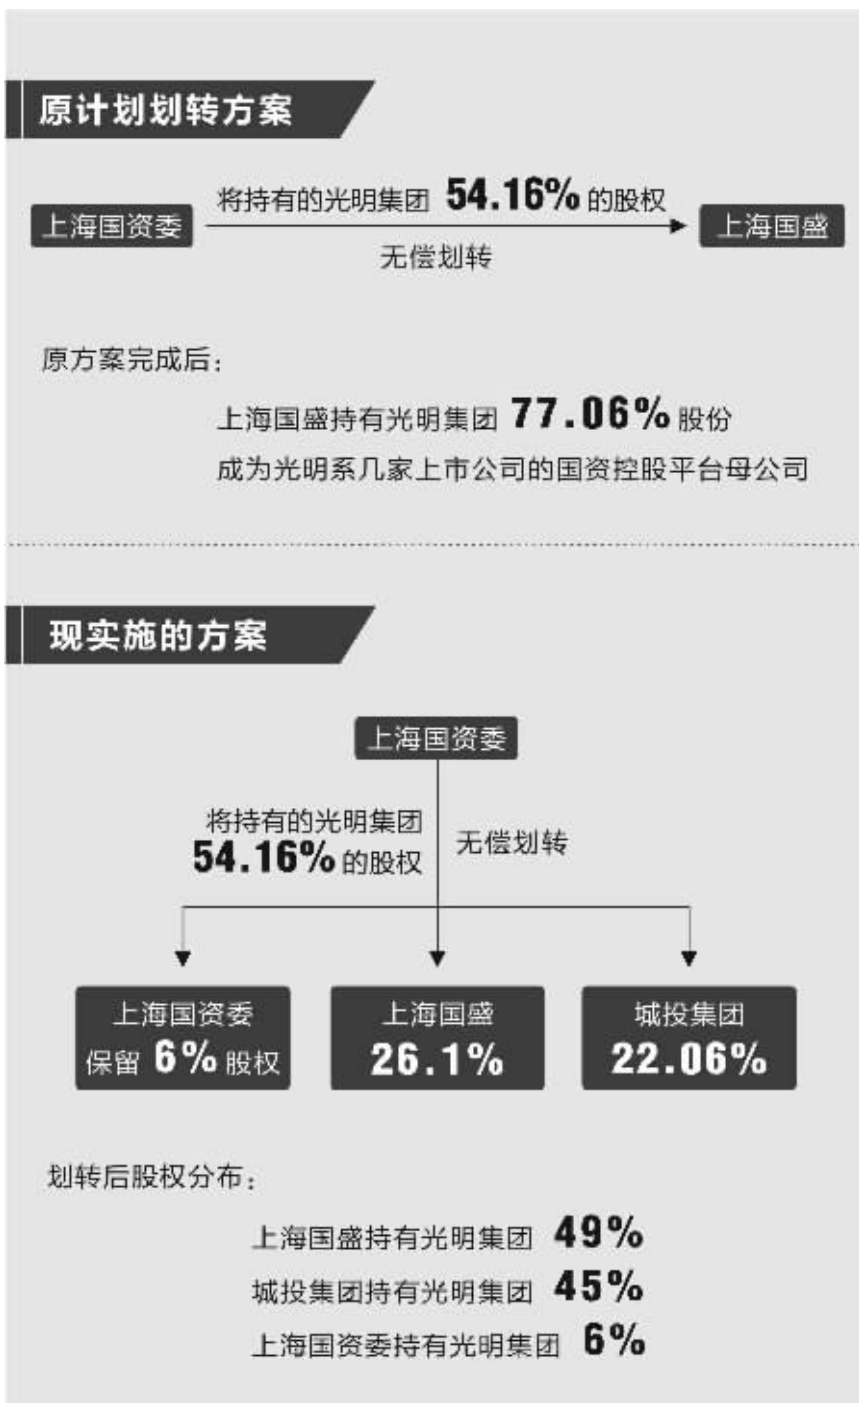 原计划划转方案
将持有的光明集团 54.16% 的股权
上海国资委
上海国盛
无偿划转
原方案完成后：
上海国盛持有光明集团 77.06% 股份
成为光明系几家上市公司的国资控股平台母公司
现实施的方案
上海国资委
将持有的光明集团
54.16% 的股权
无偿划转
上海国资委
保留 6% 股权
上海国盛
26.1%
城投集团
22.06%
划转后股权分布：
上海国盛持有光明集团 49%
城投集团持有光明集团 45%
上海国资委持有光明集团 6%